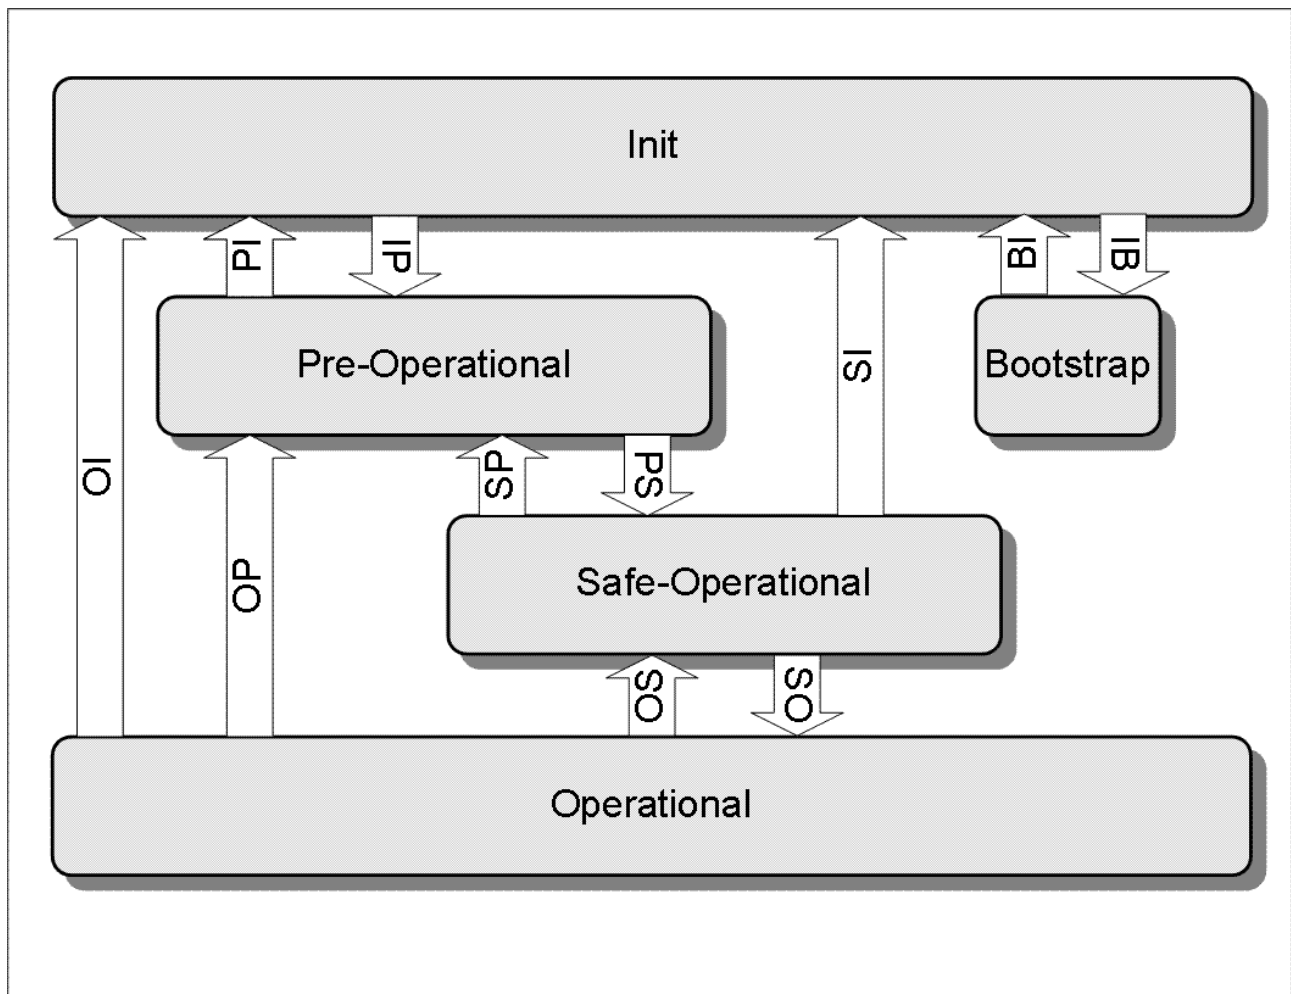 Init
OI
PI
IP
SI
BI
IB
Pre-Operational
Bootstrap
OP
SP
PS
Safe-Operational
OS
SO
Operational